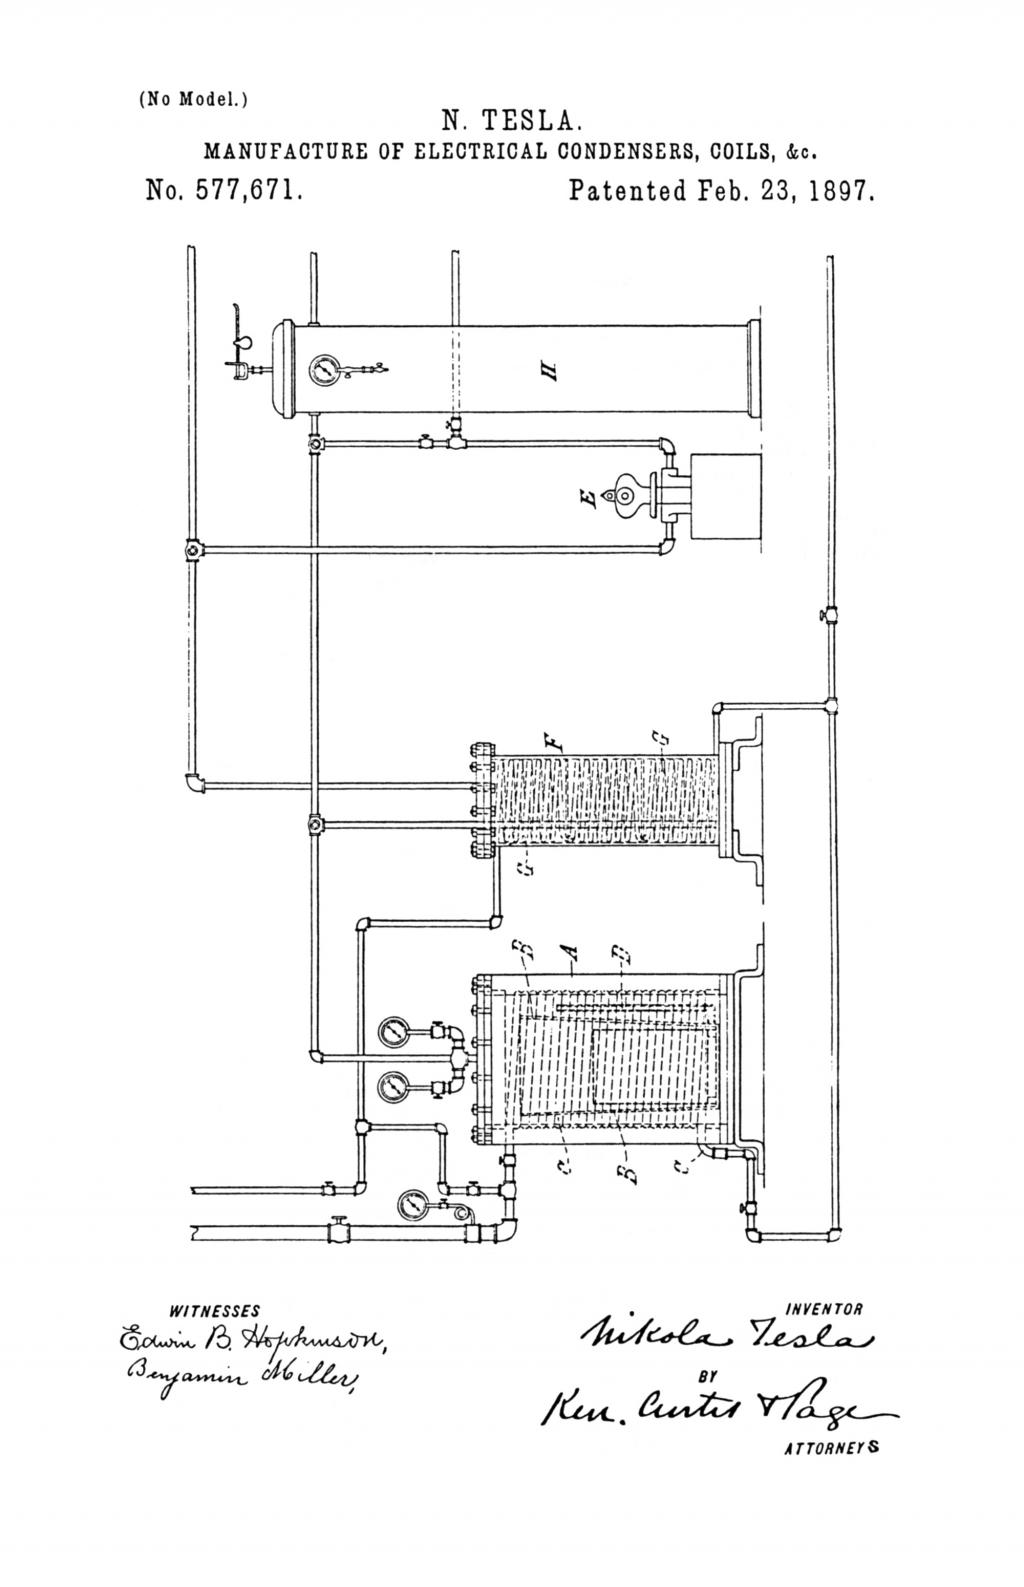 (No Model.)
N. TESLA.
MANUFACTURE OF ELECTRICAL CONDENSERS, COILS, &c.
No. 577,671.
Patented Feb. 23, 1897.
H
E
F
G
G
B
A
D
C
B
C
WITNESSES
Edwin B. Hopkinson,
Benjamin Miller,
INVENTOR
Nikola Tesla
BY
Kerr, Curtis & Page
ATTORNEYS